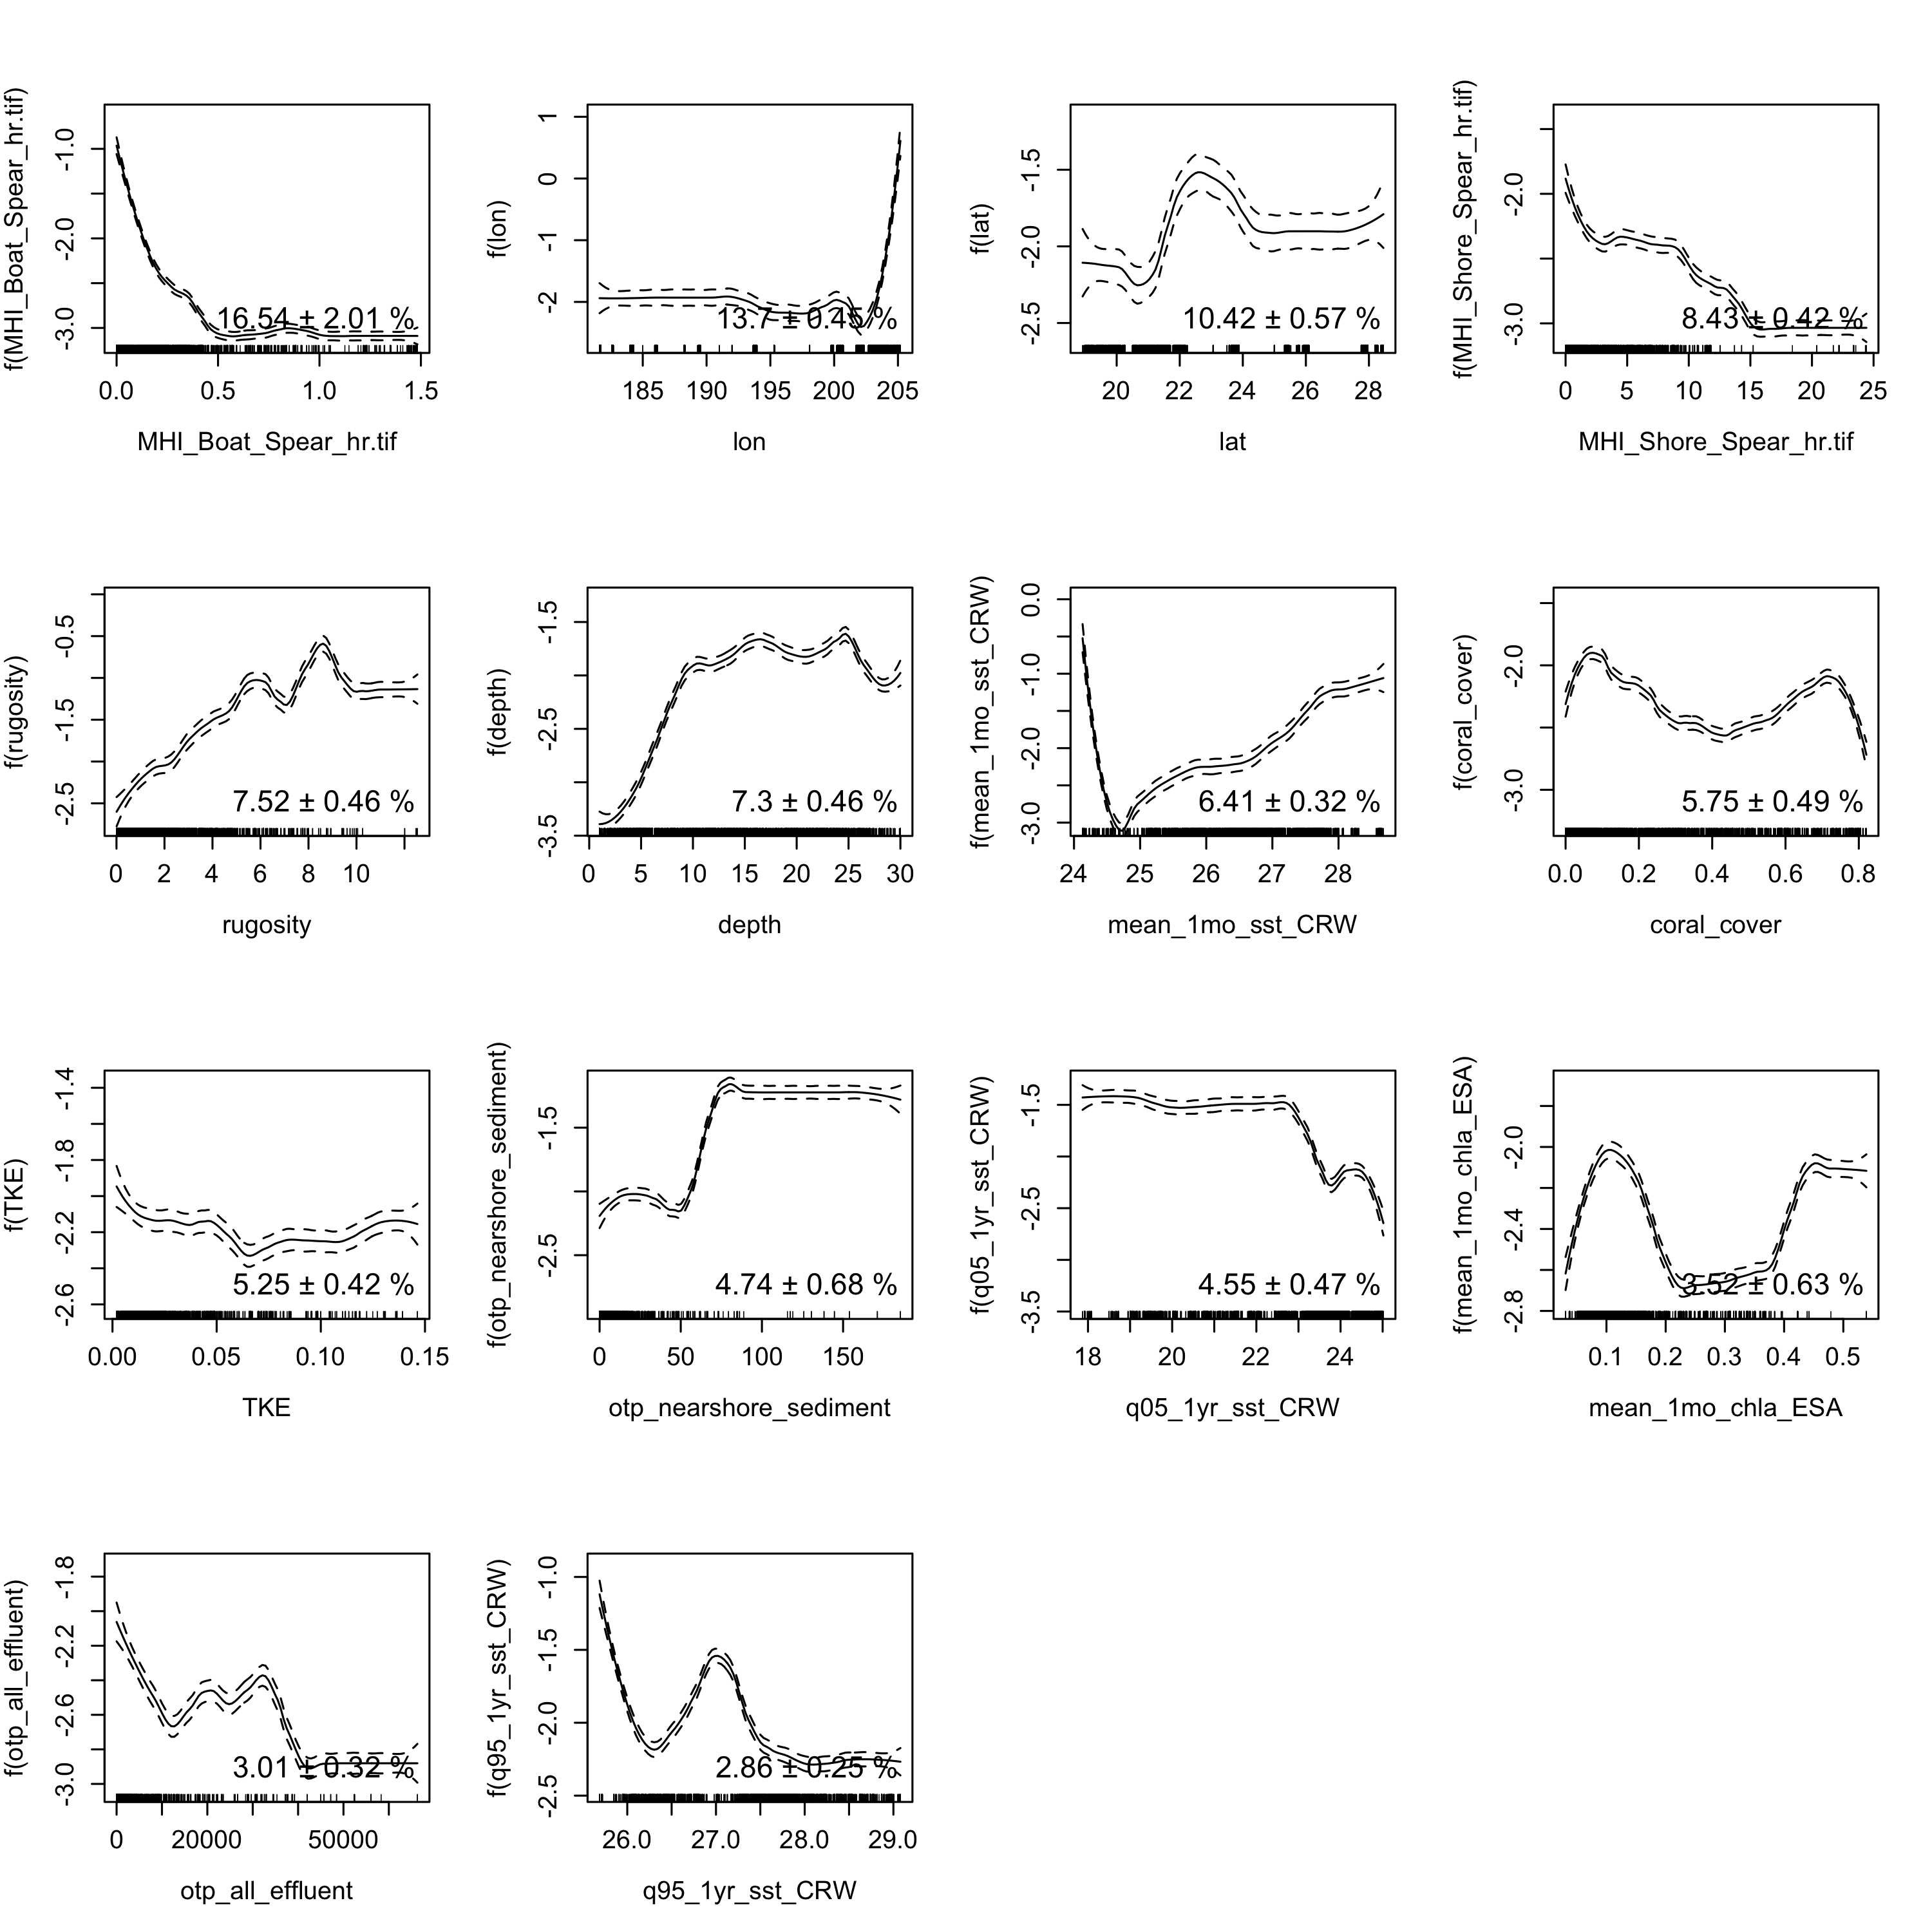 f(MHI_Boat_Spear_hr.tif)
-1.0
-2.0
-3.0
16.54 ± 2.01 %
0.0 0.5 1.0 1.5
MHI_Boat_Spear_hr.tif
f(lon)
1
0
-1
-2
13.7 ± 0.45 %
185 190 195 200 205
lon
f(lat)
-1.5
-2.0
-2.5
10.42 ± 0.57 %
20 22 24 26 28
lat
f(MHI_Shore_Spear_hr.tif)
-2.0
-3.0
8.43 ± 0.42 %
0 5 10 15 20 25
MHI_Shore_Spear_hr.tif
f(rugosity)
-0.5
-1.5
-2.5
7.52 ± 0.46 %
0 2 4 6 8 10
rugosity
f(depth)
-1.5
-2.5
-3.5
7.3 ± 0.46 %
0 5 10 15 20 25 30
depth
f(mean_1mo_sst_CRW)
0.0
-1.0
-2.0
-3.0
6.41 ± 0.32 %
24 25 26 27 28
mean_1mo_sst_CRW
f(coral_cover)
-2.0
-3.0
5.75 ± 0.49 %
0.0 0.2 0.4 0.6 0.8
coral_cover
f(TKE)
-1.4
-1.8
-2.2
-2.6
5.25 ± 0.42 %
0.00 0.05 0.10 0.15
TKE
f(otp_nearshore_sediment)
-1.5
-2.5
4.74 ± 0.68 %
0 50 100 150
otp_nearshore_sediment
f(q05_1yr_sst_CRW)
-1.5
-2.5
-3.5
4.55 ± 0.47 %
18 20 22 24
q05_1yr_sst_CRW
f(mean_1mo_chla_ESA)
-2.0
-2.4
-2.8
3.52 ± 0.63 %
0.1 0.2 0.3 0.4 0.5
mean_1mo_chla_ESA
f(otp_all_effluent)
-1.8
-2.2
-2.6
-3.0
3.01 ± 0.32 %
0 20000 50000
otp_all_effluent
f(q95_1yr_sst_CRW)
-1.0
-1.5
-2.0
-2.5
2.86 ± 0.25 %
26.0 27.0 28.0 29.0
q95_1yr_sst_CRW